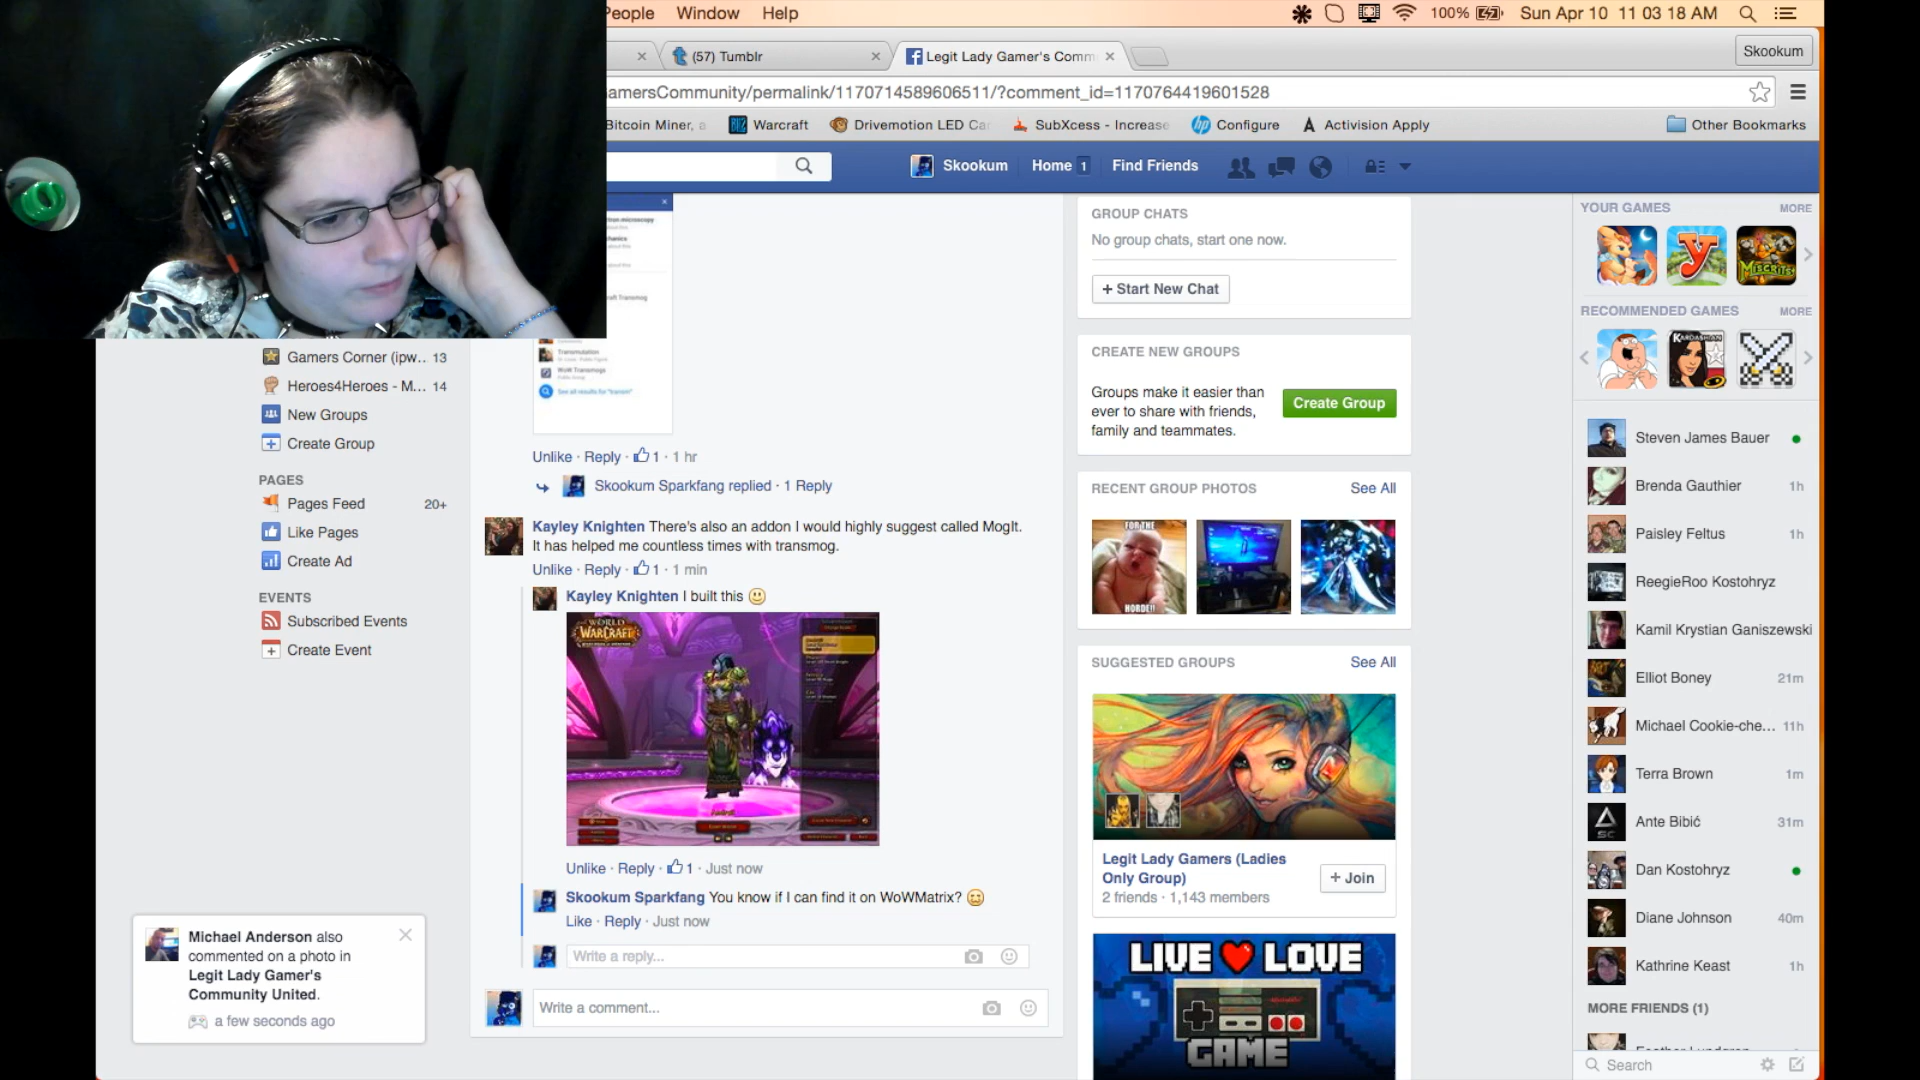 People Window Help
100% Sun Apr 10 11 03 18 AM
(57) Tumblr
Legit Lady Gamer's Comm
Skookum
amersCommunity/permalink/1170714589606511/?comment_id=1170764419601528
Bitcoin Miner, a
Warcraft
Drivemotion LED Car
SubXcess - Increase
Configure
Activision Apply
Other Bookmarks
Skookum
Home 1
Find Friends
Gamers Corner (ipw.. 13
Heroes4Heroes - M... 14
New Groups
Create Group
PAGES
Pages Feed 20+
Like Pages
Create Ad
EVENTS
Subscribed Events
Create Event
Michael Anderson also
commented on a photo in
Legit Lady Gamer's
Community United.
a few seconds ago
Transmutation
WoW Transmogs
Unlike · Reply · 1 · 1 hr
Skookum Sparkfang replied · 1 Reply
Kayley Knighten There's also an addon I would highly suggest called MogIt.
It has helped me countless times with transmog.
Unlike · Reply · 1 · 1 min
Kayley Knighten I built this
WORLD
WARCRAFT
Unlike · Reply · 1 · Just now
Skookum Sparkfang You know if I can find it on WoWMatrix?
Like · Reply · Just now
Write a reply...
Write a comment...
GROUP CHATS
No group chats, start one now.
+ Start New Chat
CREATE NEW GROUPS
Groups make it easier than
ever to share with friends,
family and teammates.
Create Group
RECENT GROUP PHOTOS See All
FOR THE
HORDE!!
SUGGESTED GROUPS See All
Legit Lady Gamers (Ladies
Only Group)
2 friends · 1,143 members
+ Join
LIVE LOVE
GAME
YOUR GAMES MORE
Y
MISCRITS
RECOMMENDED GAMES MORE
KARDASHIAN
Steven James Bauer
Brenda Gauthier 1h
Paisley Feltus 1h
ReegieRoo Kostohryz
Kamil Krystian Ganiszewski
Elliot Boney 21m
Michael Cookie-che... 11h
Terra Brown 1m
Ante Bibić 31m
SC
Dan Kostohryz
Diane Johnson 40m
Kathrine Keast 1h
MORE FRIENDS (1)
Search